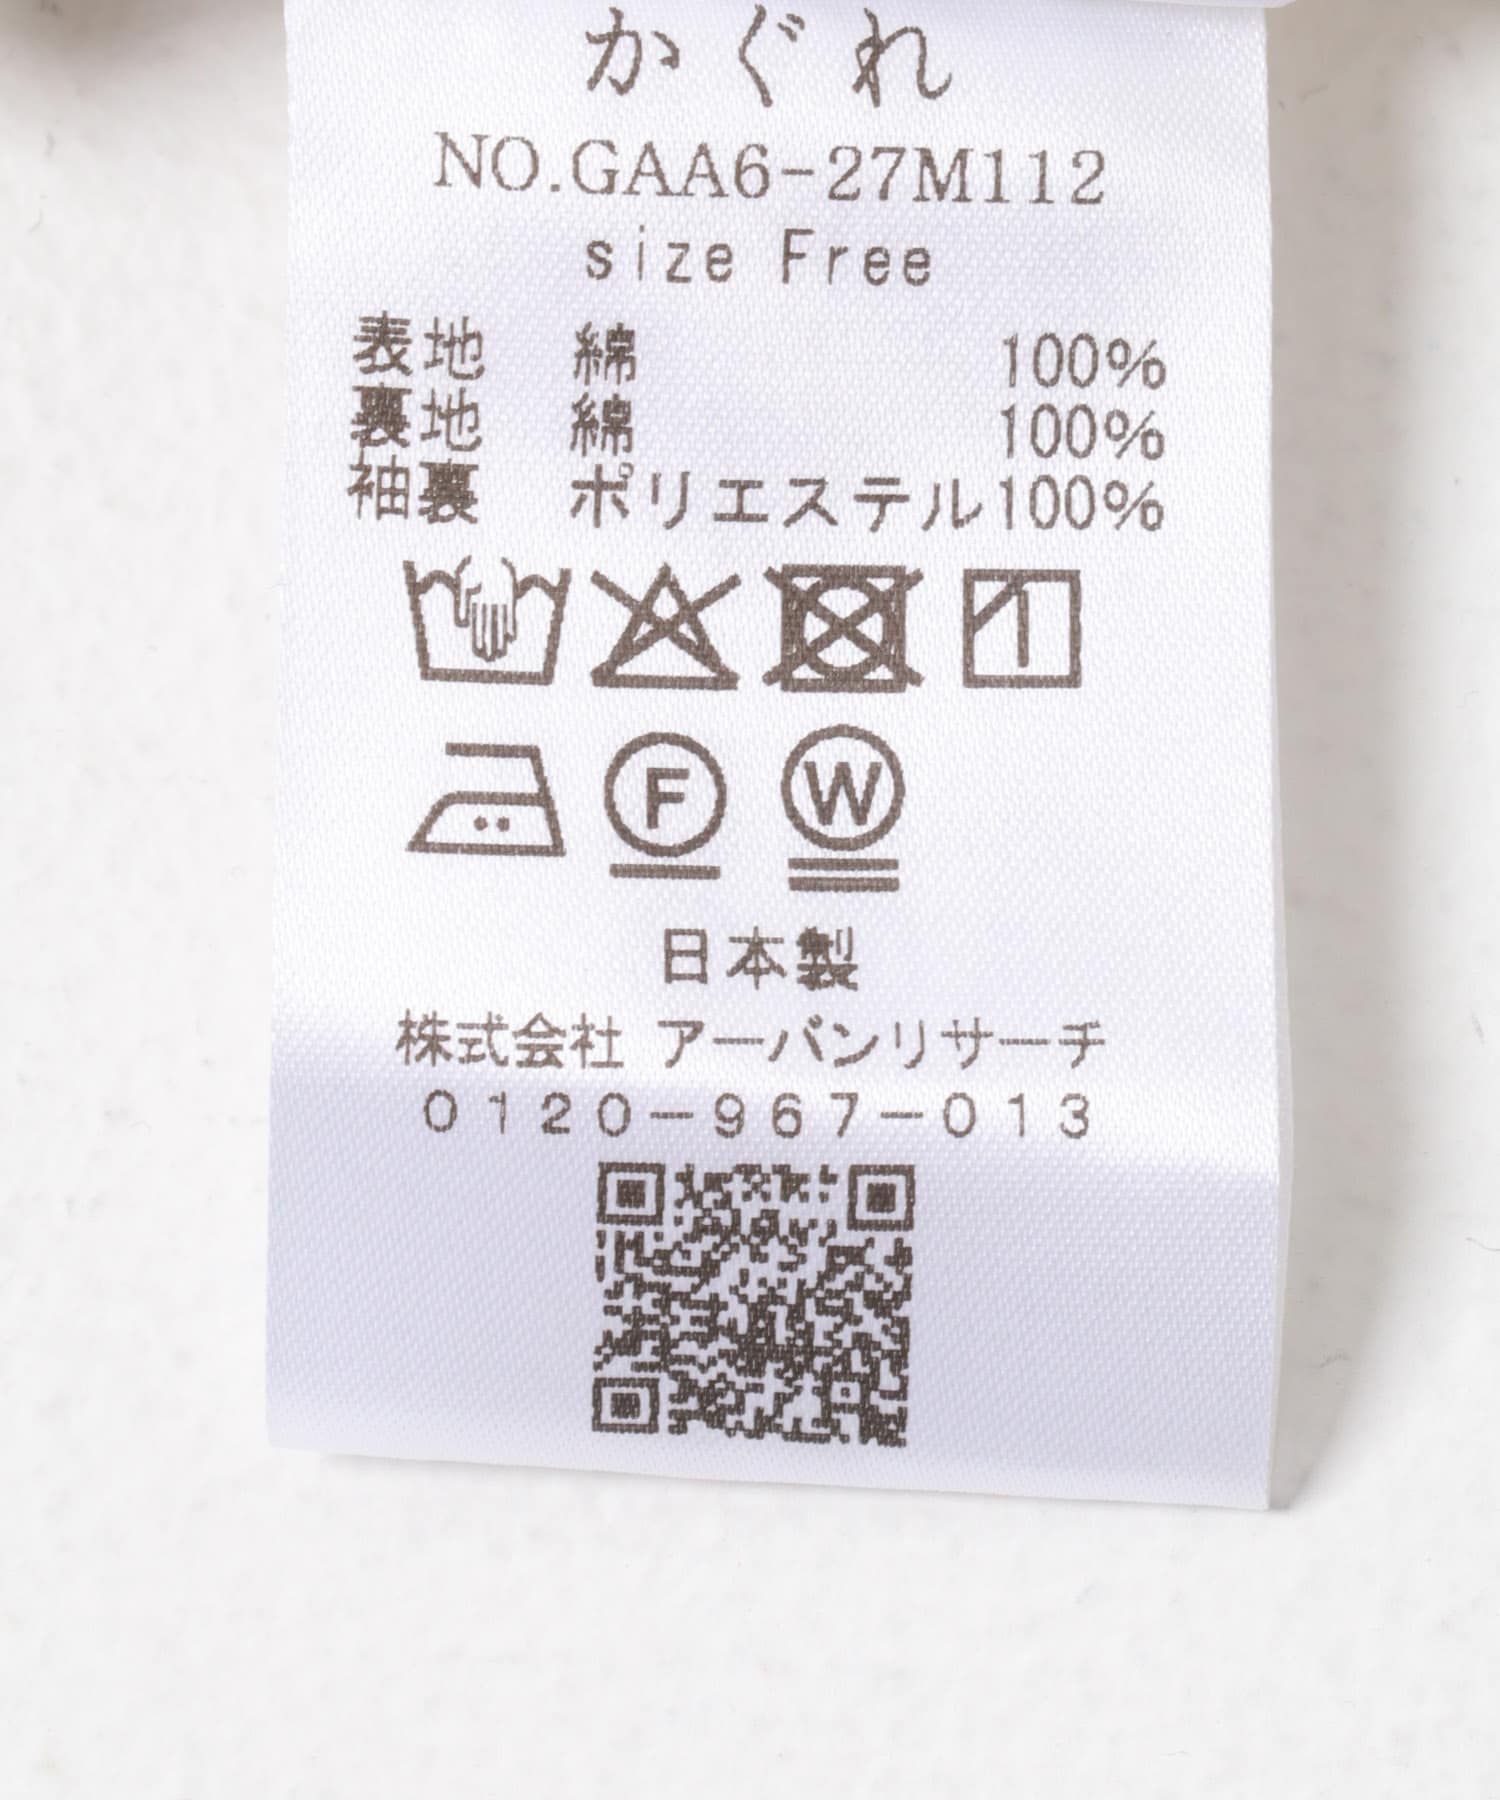 かぐれ
NO.GAA6-27M112
size Free
表地 綿 100%
裏地 綿 100%
袖裏 ポリエステル100%
F
W
日本製
株式会社 アーバンリサーチ
0120-967-013